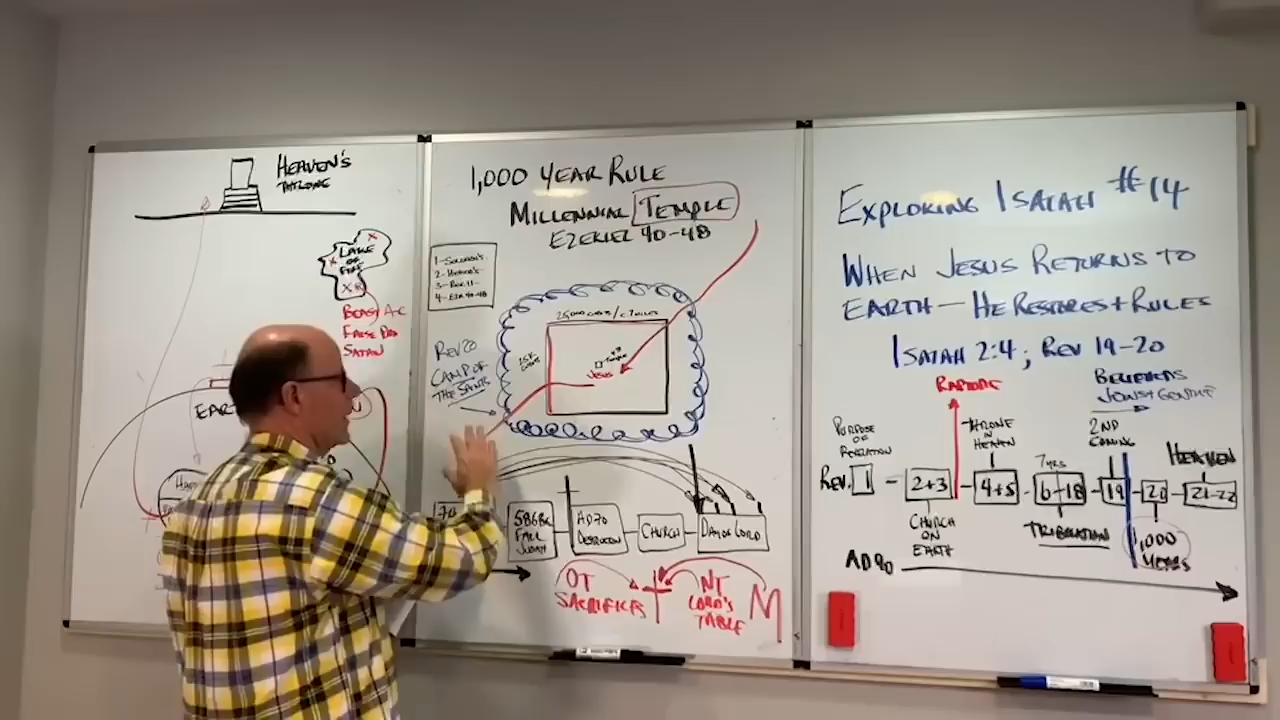 HEAVEN'S
THRONE
LAKE
OF
FIRE
BEAST A-C
FALSE PRO
SATAN
EAR
1,000 YEAR RULE
MILLENNIAL TEMPLE
EZEKIEL 40-48
1-SOLOMON'S
2-HEROD'S
3-REV 11-
4-EZK 40-48
REV 20
CAMP OF
THE SAINTS
JESUS
586BC
FALL
JUDAH
AD70
DESTRUCTION
CHURCH
DAY OF LORD
OT
SACRIFICES
NT
LORD'S
TABLE
M
EXPLORING ISAIAH #14
WHEN JESUS RETURNS TO
EARTH - HE RESTORES + RULES
ISAIAH 2:4; REV 19-20
RAPTURE
BELIEVERS
JEWS + GENTILE
PURPOSE
OF
REVELATION
THRONE
IN
HEAVEN
2ND
COMING
7yrs
HEAVEN
REV. 1 - 2+3 - 4+5 - 6-18 - 19 - 20 - 21-22
CHURCH
ON
EARTH
TRIBULATION
1,000
YEARS
AD 90